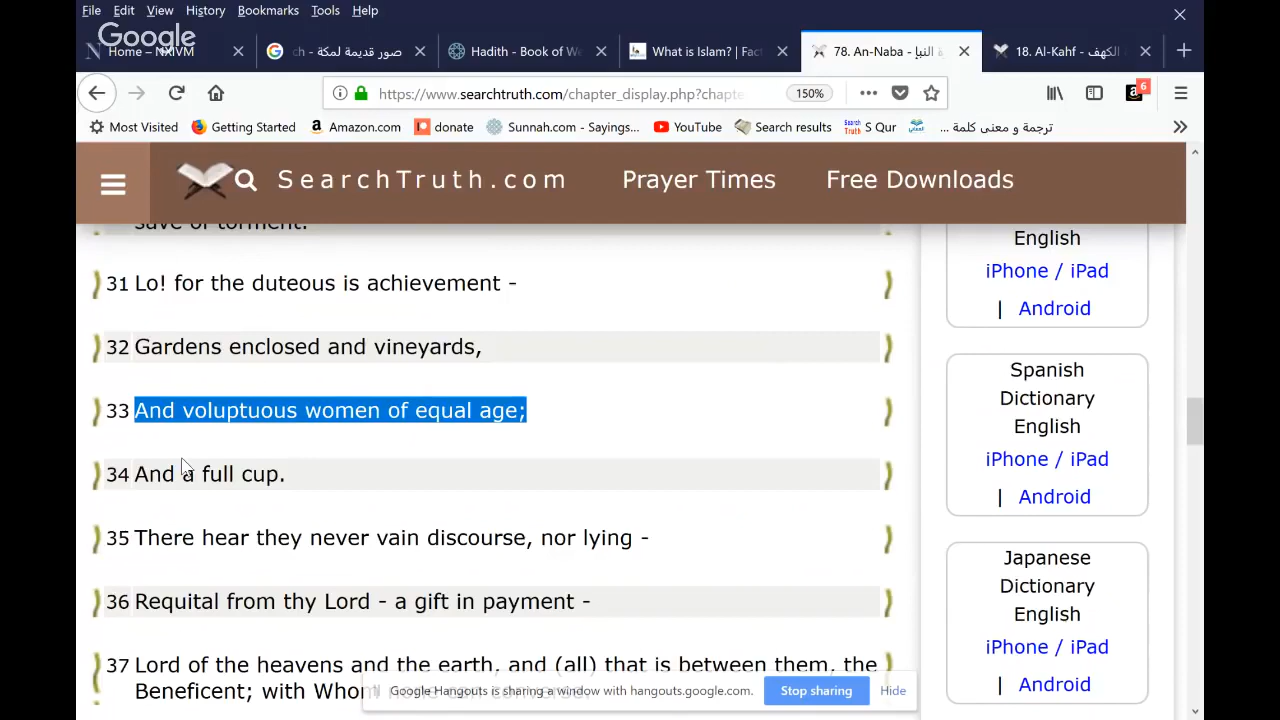 File Edit View History Bookmarks Tools Help
Google
N Home – NXIVM
صور قديمة لمكة - ch
Hadith - Book of We
What is Islam? | Fact
78. An-Naba -
18. Al-Kahf - الكهف
https://www.searchtruth.com/chapter_display.php?chapte
150%
6
Most Visited Getting Started Amazon.com donate Sunnah.com - Sayings... YouTube Search results S Qur ترجمة و معنى كلمة ...
SearchTruth.com Prayer Times Free Downloads
save of torment.
31 Lo! for the duteous is achievement -
32 Gardens enclosed and vineyards,
33 And voluptuous women of equal age;
34 And a full cup.
35 There hear they never vain discourse, nor lying -
36 Requital from thy Lord - a gift in payment -
37 Lord of the heavens and the earth, and (all) that is between them, the
Beneficent; with Whom
English
iPhone / iPad
| Android
Spanish
Dictionary
English
iPhone / iPad
| Android
Japanese
Dictionary
English
iPhone / iPad
| Android
Google Hangouts is sharing a window with hangouts.google.com. Stop sharing Hide